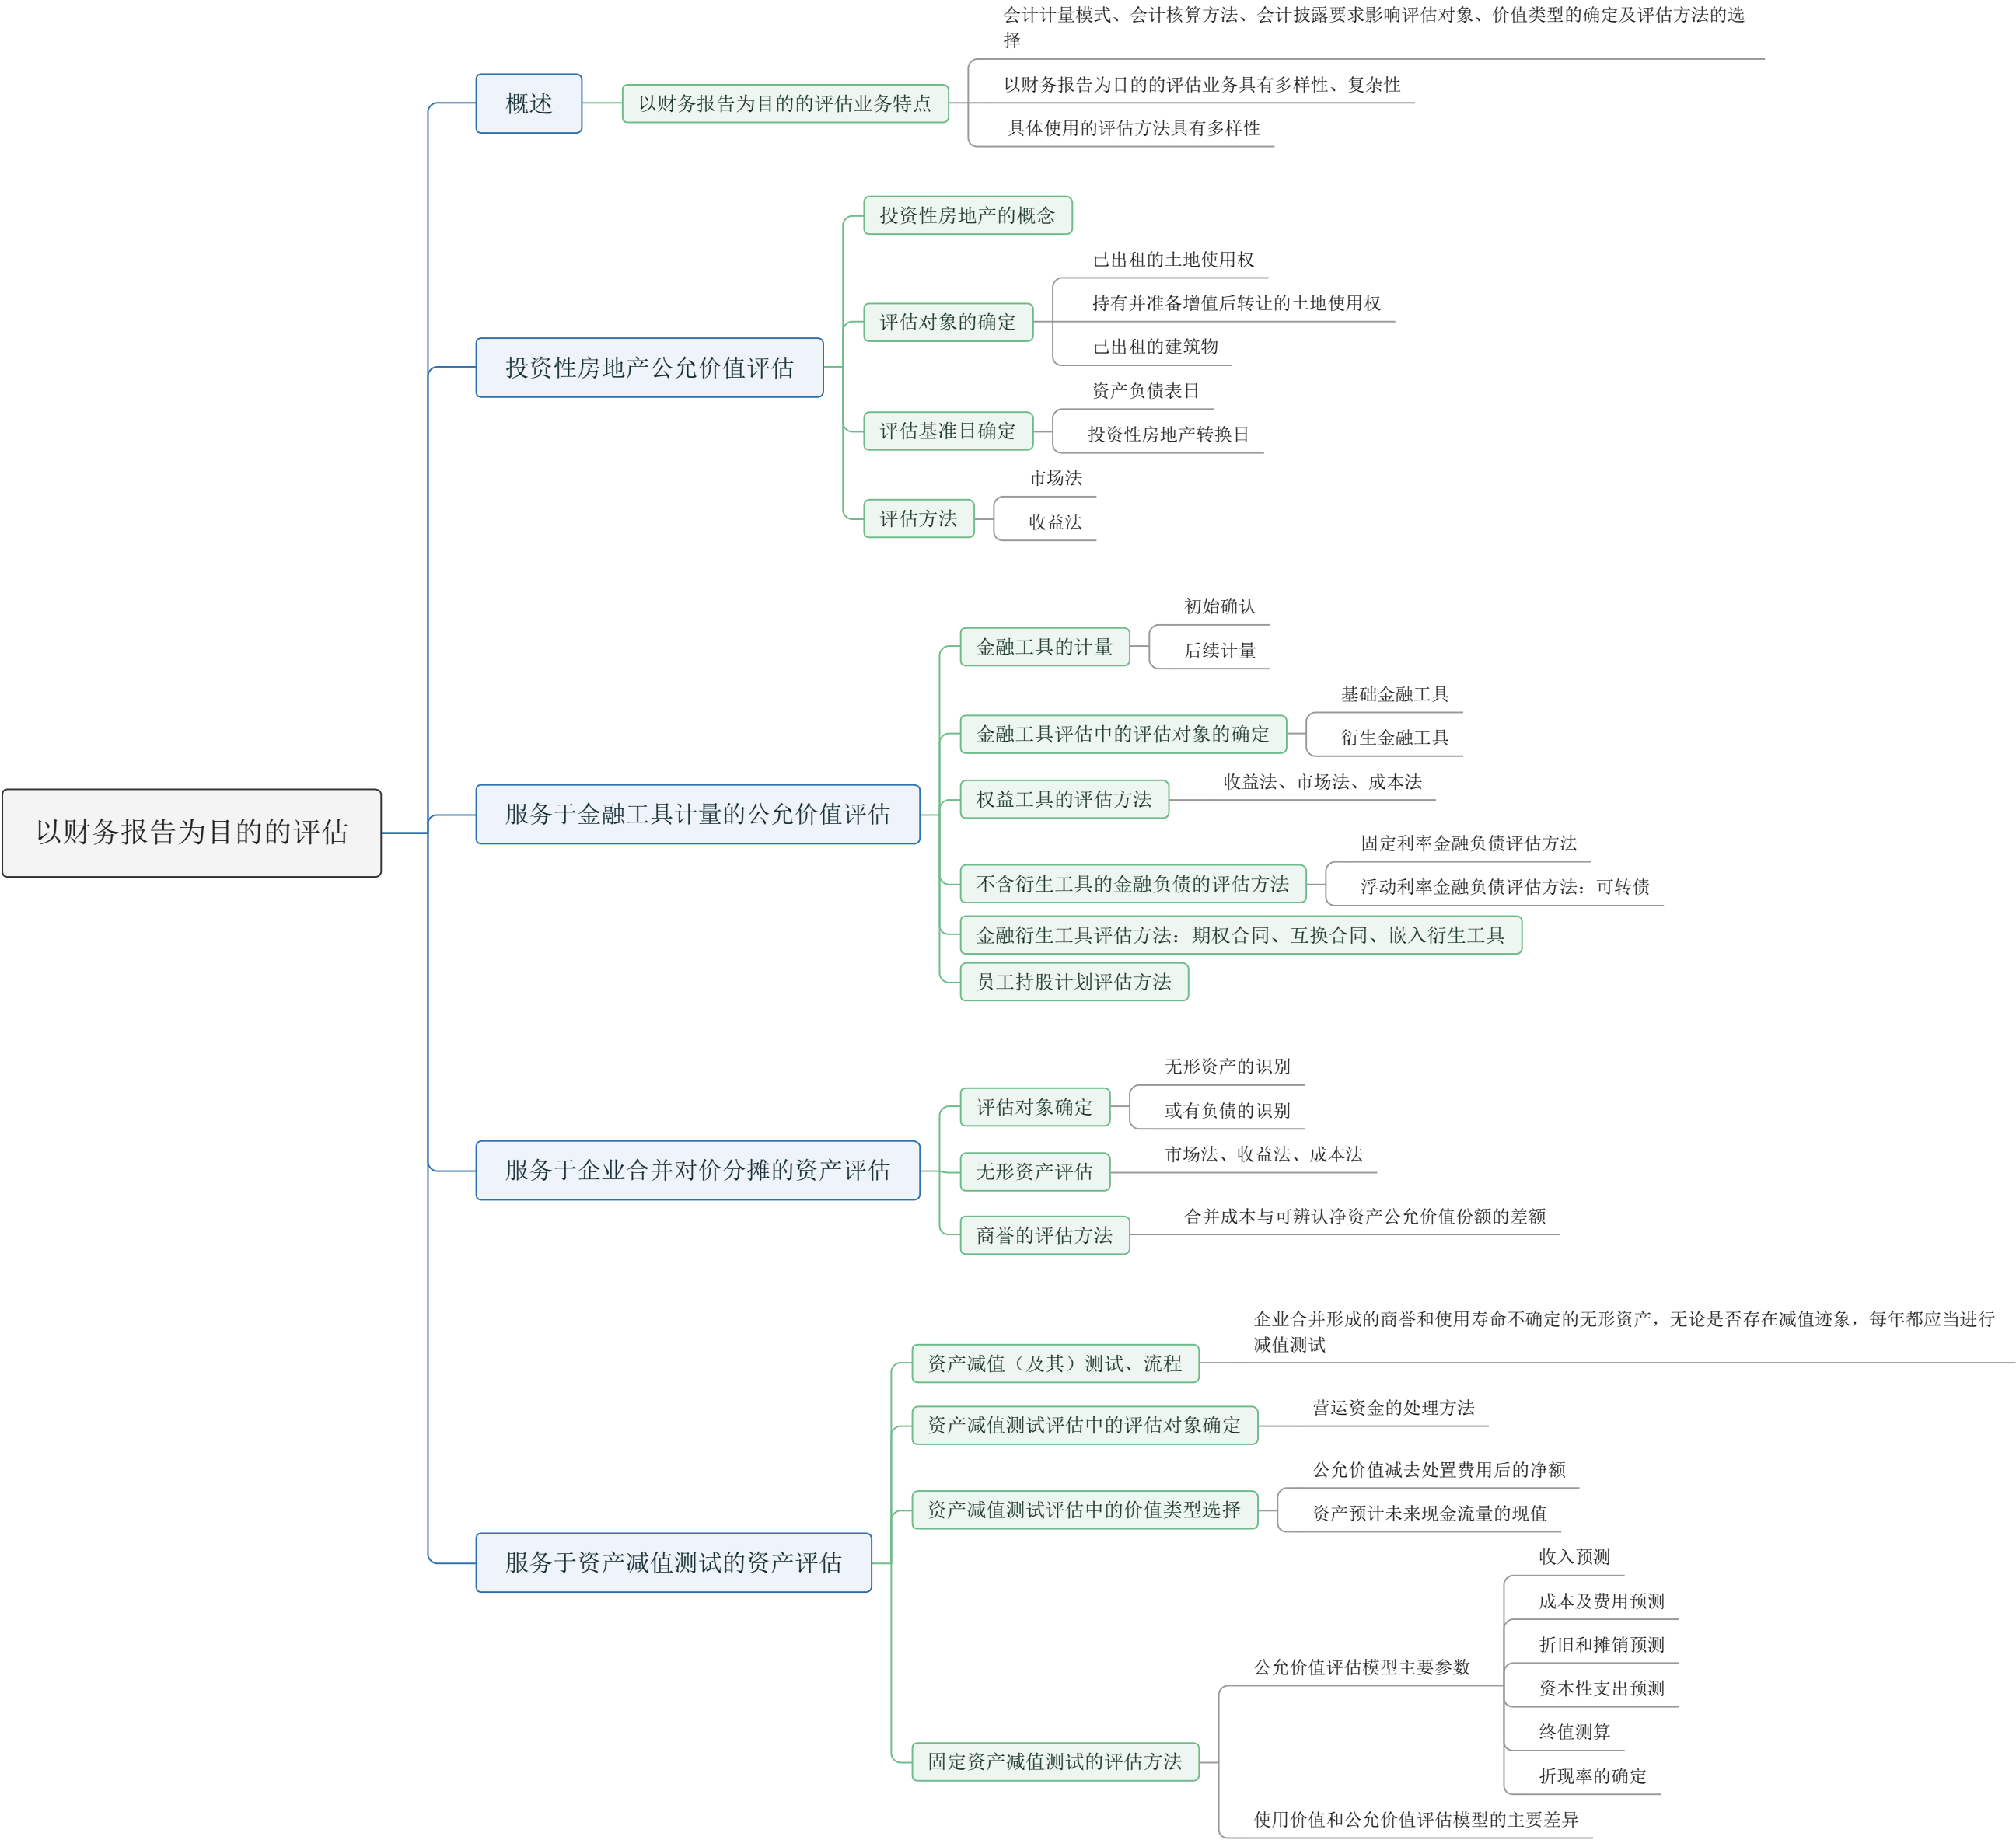 以财务报告为目的的评估
概述
以财务报告为目的的评估业务特点
会计计量模式、会计核算方法、会计披露要求影响评估对象、价值类型的确定及评估方法的选
择
以财务报告为目的的评估业务具有多样性、复杂性
具体使用的评估方法具有多样性
投资性房地产公允价值评估
投资性房地产的概念
评估对象的确定
已出租的土地使用权
持有并准备增值后转让的土地使用权
已出租的建筑物
评估基准日确定
资产负债表日
投资性房地产转换日
评估方法
市场法
收益法
服务于金融工具计量的公允价值评估
金融工具的计量
初始确认
后续计量
金融工具评估中的评估对象的确定
基础金融工具
衍生金融工具
权益工具的评估方法
收益法、市场法、成本法
不含衍生工具的金融负债的评估方法
固定利率金融负债评估方法
浮动利率金融负债评估方法：可转债
金融衍生工具评估方法：期权合同、互换合同、嵌入衍生工具
员工持股计划评估方法
服务于企业合并对价分摊的资产评估
评估对象确定
无形资产的识别
或有负债的识别
无形资产评估
市场法、收益法、成本法
商誉的评估方法
合并成本与可辨认净资产公允价值份额的差额
服务于资产减值测试的资产评估
资产减值（及其）测试、流程
企业合并形成的商誉和使用寿命不确定的无形资产，无论是否存在减值迹象，每年都应当进行
减值测试
资产减值测试评估中的评估对象确定
营运资金的处理方法
资产减值测试评估中的价值类型选择
公允价值减去处置费用后的净额
资产预计未来现金流量的现值
固定资产减值测试的评估方法
公允价值评估模型主要参数
收入预测
成本及费用预测
折旧和摊销预测
资本性支出预测
终值测算
折现率的确定
使用价值和公允价值评估模型的主要差异